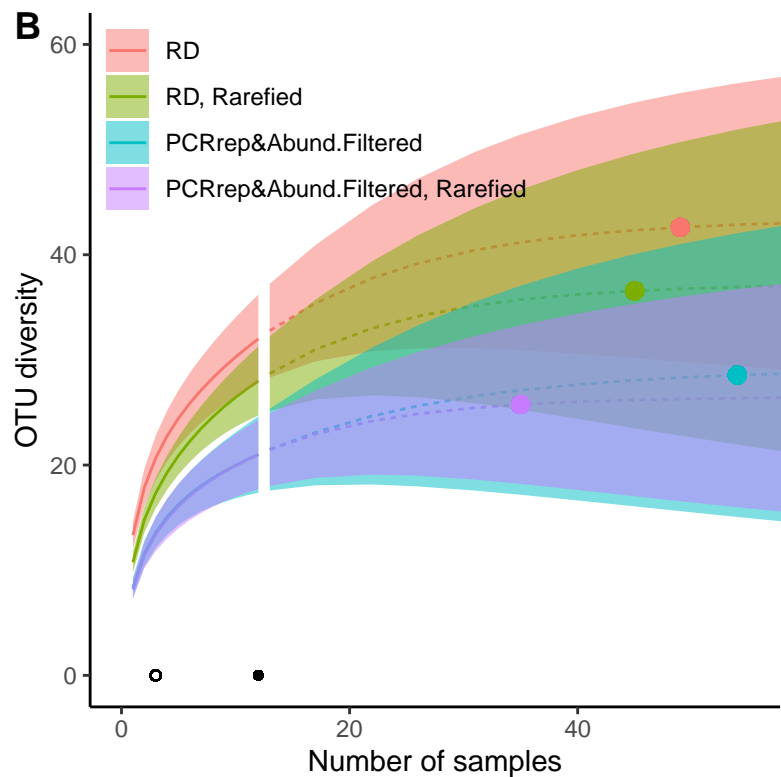 B
RD
RD, Rarefied
PCRrep&Abund.Filtered
PCRrep&Abund.Filtered, Rarefied
OTU diversity
60
40
20
0
0 20 40
Number of samples